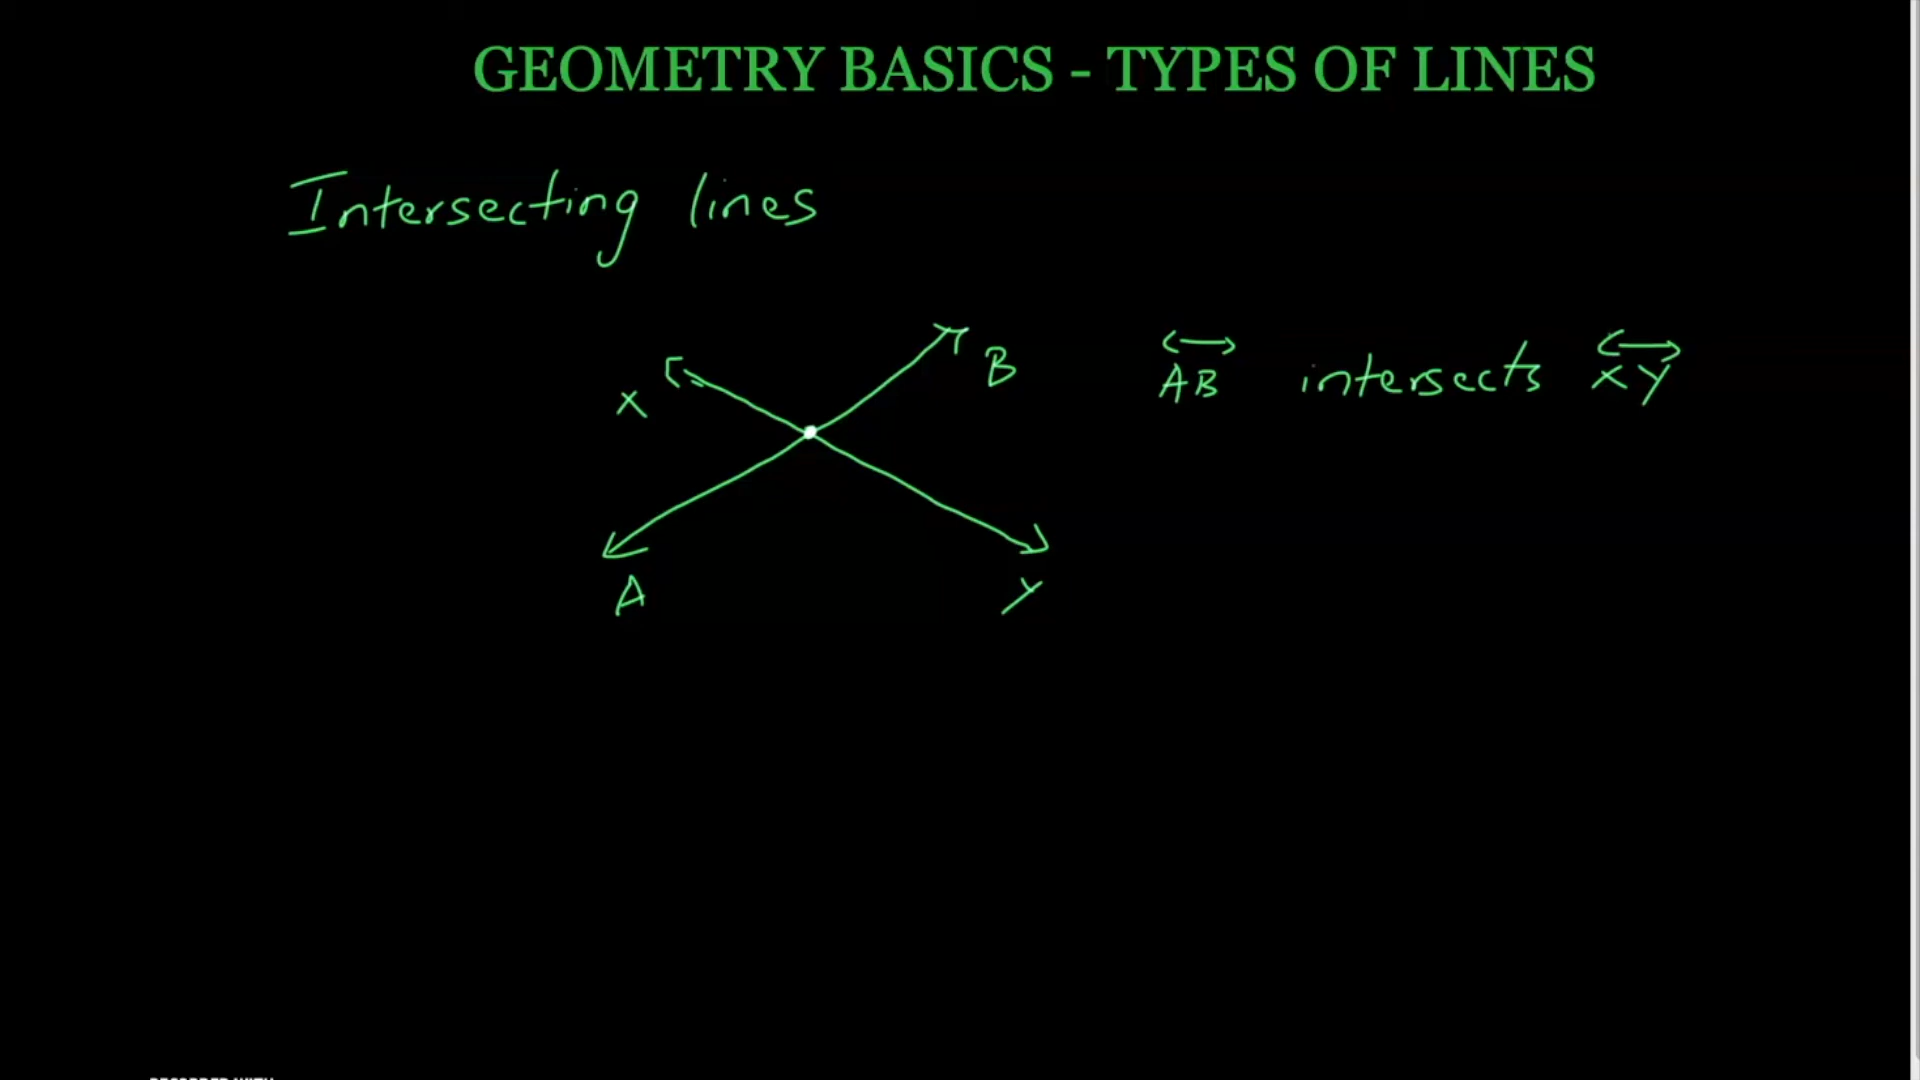 GEOMETRY BASICS - TYPES OF LINES
Intersecting lines
B
X
AB intersects XY
A
Y